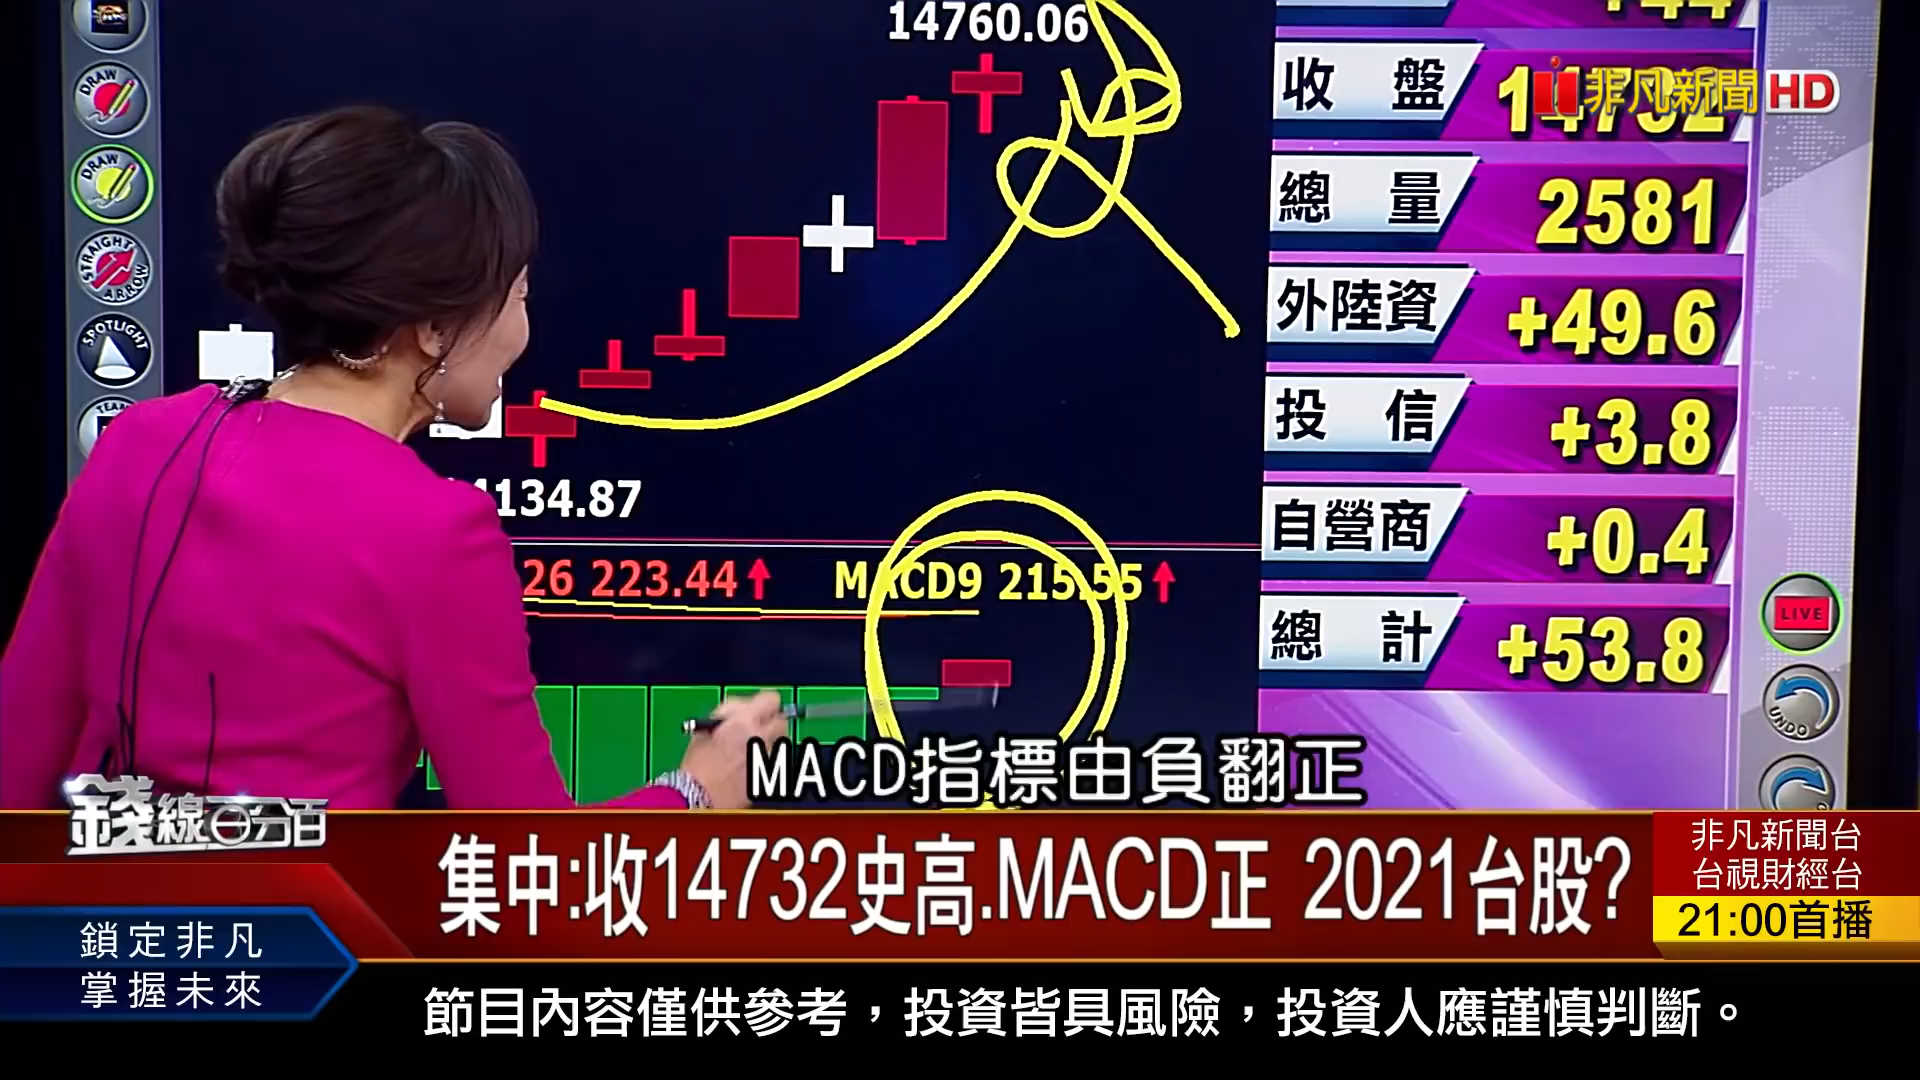 14760.06
DRAW
DRAW
STRAIGHT ARROW
SPOTLIGHT
134.87
26 223.44↑ MACD9 215.55↑
收盤 14732
非凡新聞 HD
總量 2581
外陸資 +49.6
投信 +3.8
自營商 +0.4
總計 +53.8
LIVE
UNDO
MACD指標由負翻正
錢線百分百
集中:收14732史高.MACD正 2021台股?
非凡新聞台
台視財經台
21:00首播
鎖定非凡
掌握未來
節目內容僅供參考，投資皆具風險，投資人應謹慎判斷。